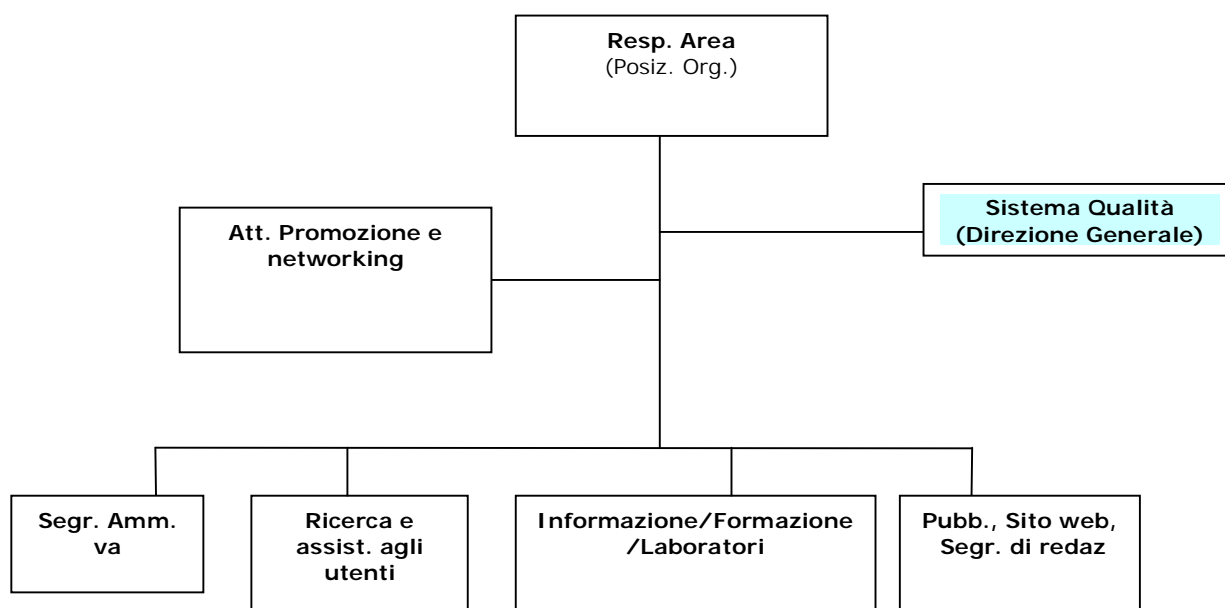 Resp. Area
(Posiz. Org.)
Sistema Qualità
(Direzione Generale)
Att. Promozione e
networking
Segr. Amm.
va
Ricerca e
assist. agli
utenti
Informazione/Formazione
/Laboratori
Pubb., Sito web,
Segr. di redaz